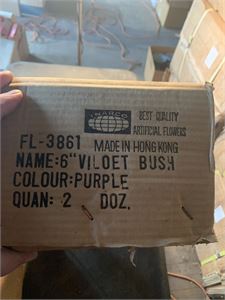 INARCO
BEST QUALITY
ARTIFICIAL FLOWERS
FL-3861 MADE IN HONG KONG
NAME:6"VILOET BUSH
COLOUR:PURPLE
QUAN: 2 DOZ.